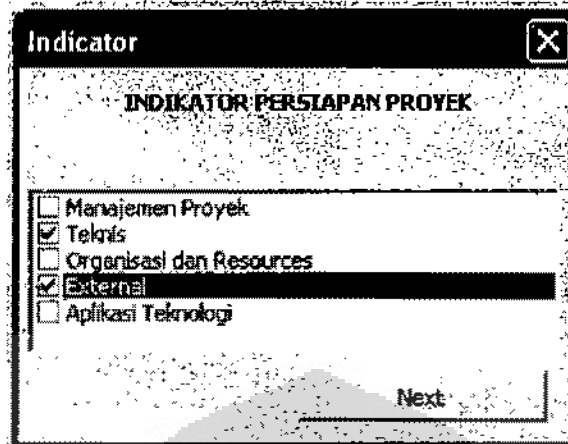 Indicator
INDIKATOR PERSIAPAN PROYEK
Manajemen Proyek
Teknis
Organisasi dan Resources
External
Aplikasi Teknologi
Next